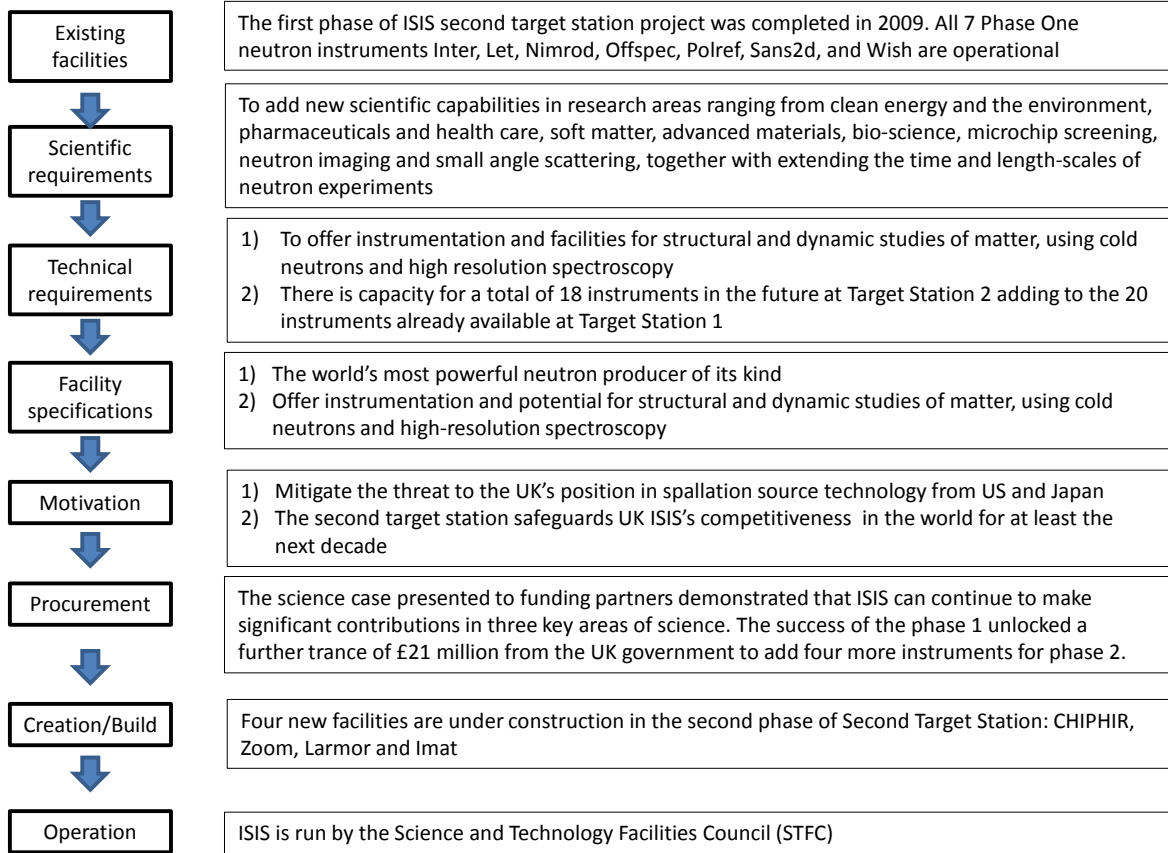 Existing
facilities
The first phase of ISIS second target station project was completed in 2009. All 7 Phase One
neutron instruments Inter, Let, Nimrod, Offspec, Polref, Sans2d, and Wish are operational
Scientific
requirements
To add new scientific capabilities in research areas ranging from clean energy and the environment,
pharmaceuticals and health care, soft matter, advanced materials, bio-science, microchip screening,
neutron imaging and small angle scattering, together with extending the time and length-scales of
neutron experiments
Technical
requirements
1) To offer instrumentation and facilities for structural and dynamic studies of matter, using cold
neutrons and high resolution spectroscopy
2) There is capacity for a total of 18 instruments in the future at Target Station 2 adding to the 20
instruments already available at Target Station 1
Facility
specifications
1) The world's most powerful neutron producer of its kind
2) Offer instrumentation and potential for structural and dynamic studies of matter, using cold
neutrons and high-resolution spectroscopy
Motivation
1) Mitigate the threat to the UK's position in spallation source technology from US and Japan
2) The second target station safeguards UK ISIS's competitiveness in the world for at least the
next decade
Procurement
The science case presented to funding partners demonstrated that ISIS can continue to make
significant contributions in three key areas of science. The success of the phase 1 unlocked a
further trance of £21 million from the UK government to add four more instruments for phase 2.
Creation/Build
Four new facilities are under construction in the second phase of Second Target Station: CHIPHIR,
Zoom, Larmor and Imat
Operation
ISIS is run by the Science and Technology Facilities Council (STFC)